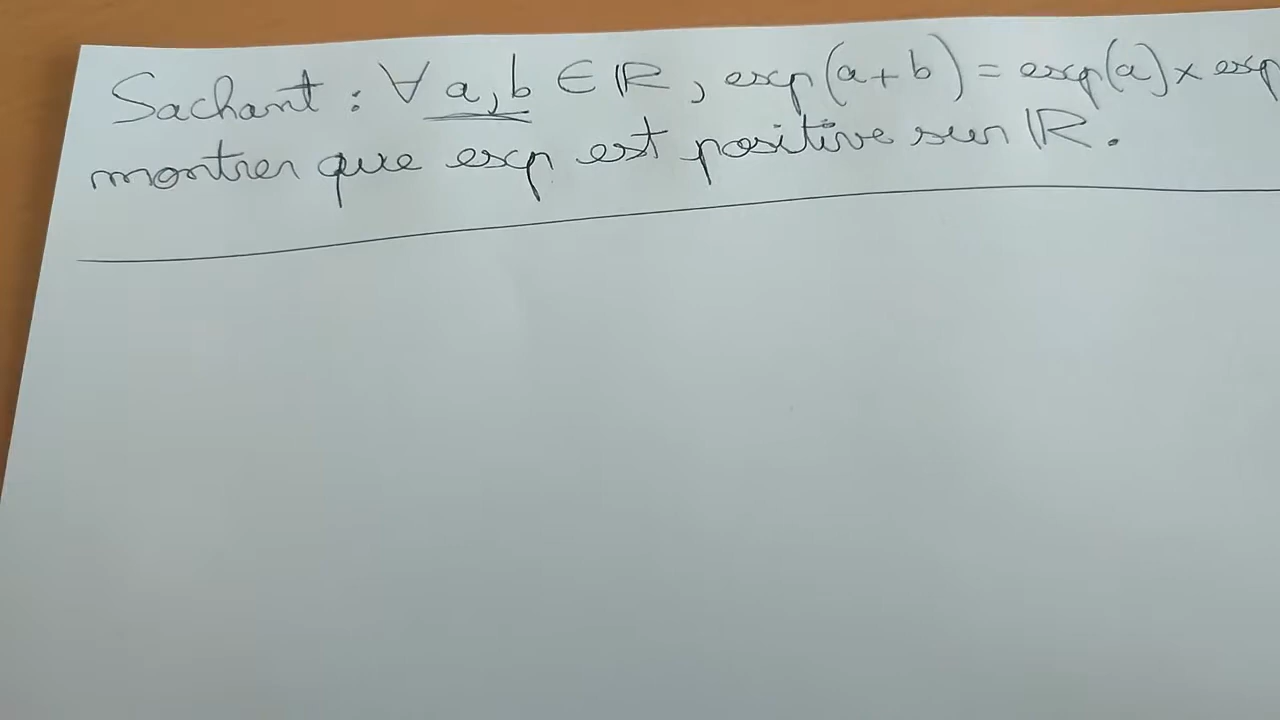 Sachant : ∀ a, b ∈ ℝ, exp(a+b) = exp(a) × exp
montrer que exp est positive sur ℝ.